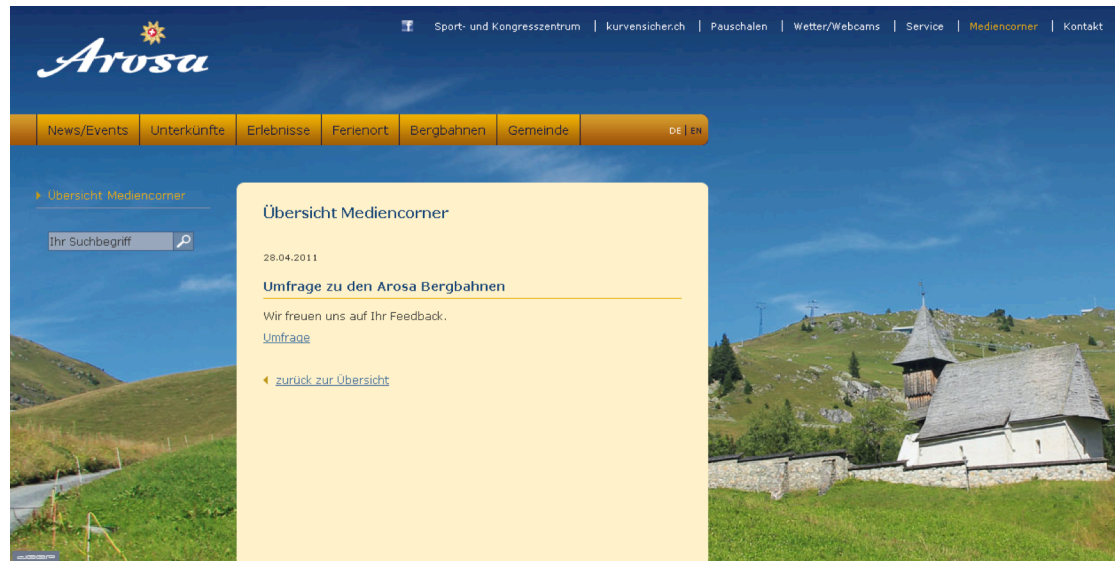 Arosa
Sport- und Kongresszentrum | kurvensicher.ch | Pauschalen | Wetter/Webcams | Service | Mediencorner | Kontakt
News/Events Unterkünfte Erlebnisse Ferienort Bergbahnen Gemeinde DE | EN
Übersicht Mediencorner
Ihr Suchbegriff
Übersicht Mediencorner
28.04.2011
Umfrage zu den Arosa Bergbahnen
Wir freuen uns auf Ihr Feedback.
Umfrage
zurück zur Übersicht